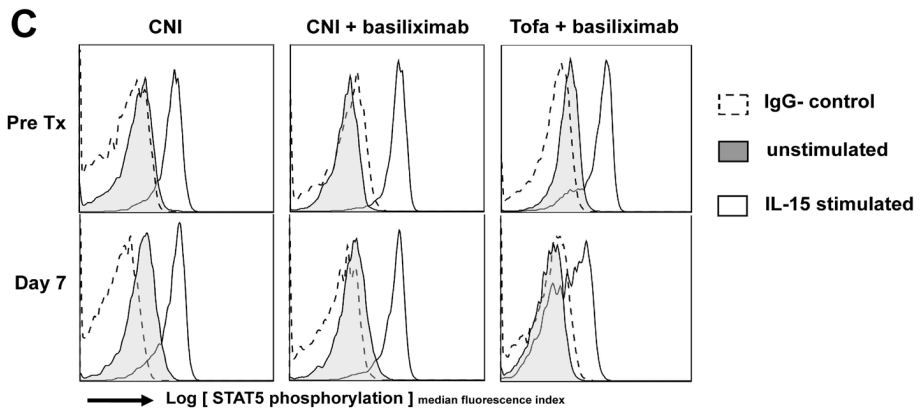 C
CNI
CNI + basiliximab
Tofa + basiliximab
Pre Tx
Day 7
IgG- control
unstimulated
IL-15 stimulated
Log [ STAT5 phosphorylation ] median fluorescence index